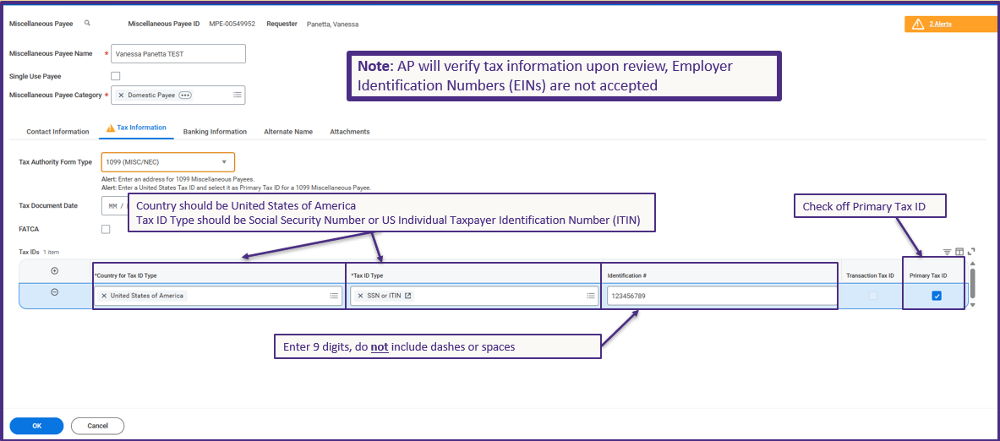 Miscellaneous Payee Miscellaneous Payee ID MPE-00549952 Requester Panetta, Vanessa
2 Alerts
Miscellaneous Payee Name * Vanessa Panetta TEST
Note: AP will verify tax information upon review, Employer
Identification Numbers (EINs) are not accepted
Single Use Payee
Miscellaneous Payee Category * Domestic Payee
Contact Information Tax Information Banking Information Alternate Name Attachments
Tax Authority Form Type 1099 (MISC/NEC)
Alert: Enter an address for 1099 Miscellaneous Payees.
Alert: Enter a United States Tax ID and select it as Primary Tax ID for a 1099 Miscellaneous Payee.
Tax Document Date MM /
Country should be United States of America
Tax ID Type should be Social Security Number or US Individual Taxpayer Identification Number (ITIN)
Check off Primary Tax ID
FATCA
Tax IDs 1 item
*Country for Tax ID Type *Tax ID Type Identification # Transaction Tax ID Primary Tax ID
United States of America SSN or ITIN 123456789
Enter 9 digits, do not include dashes or spaces
OK Cancel